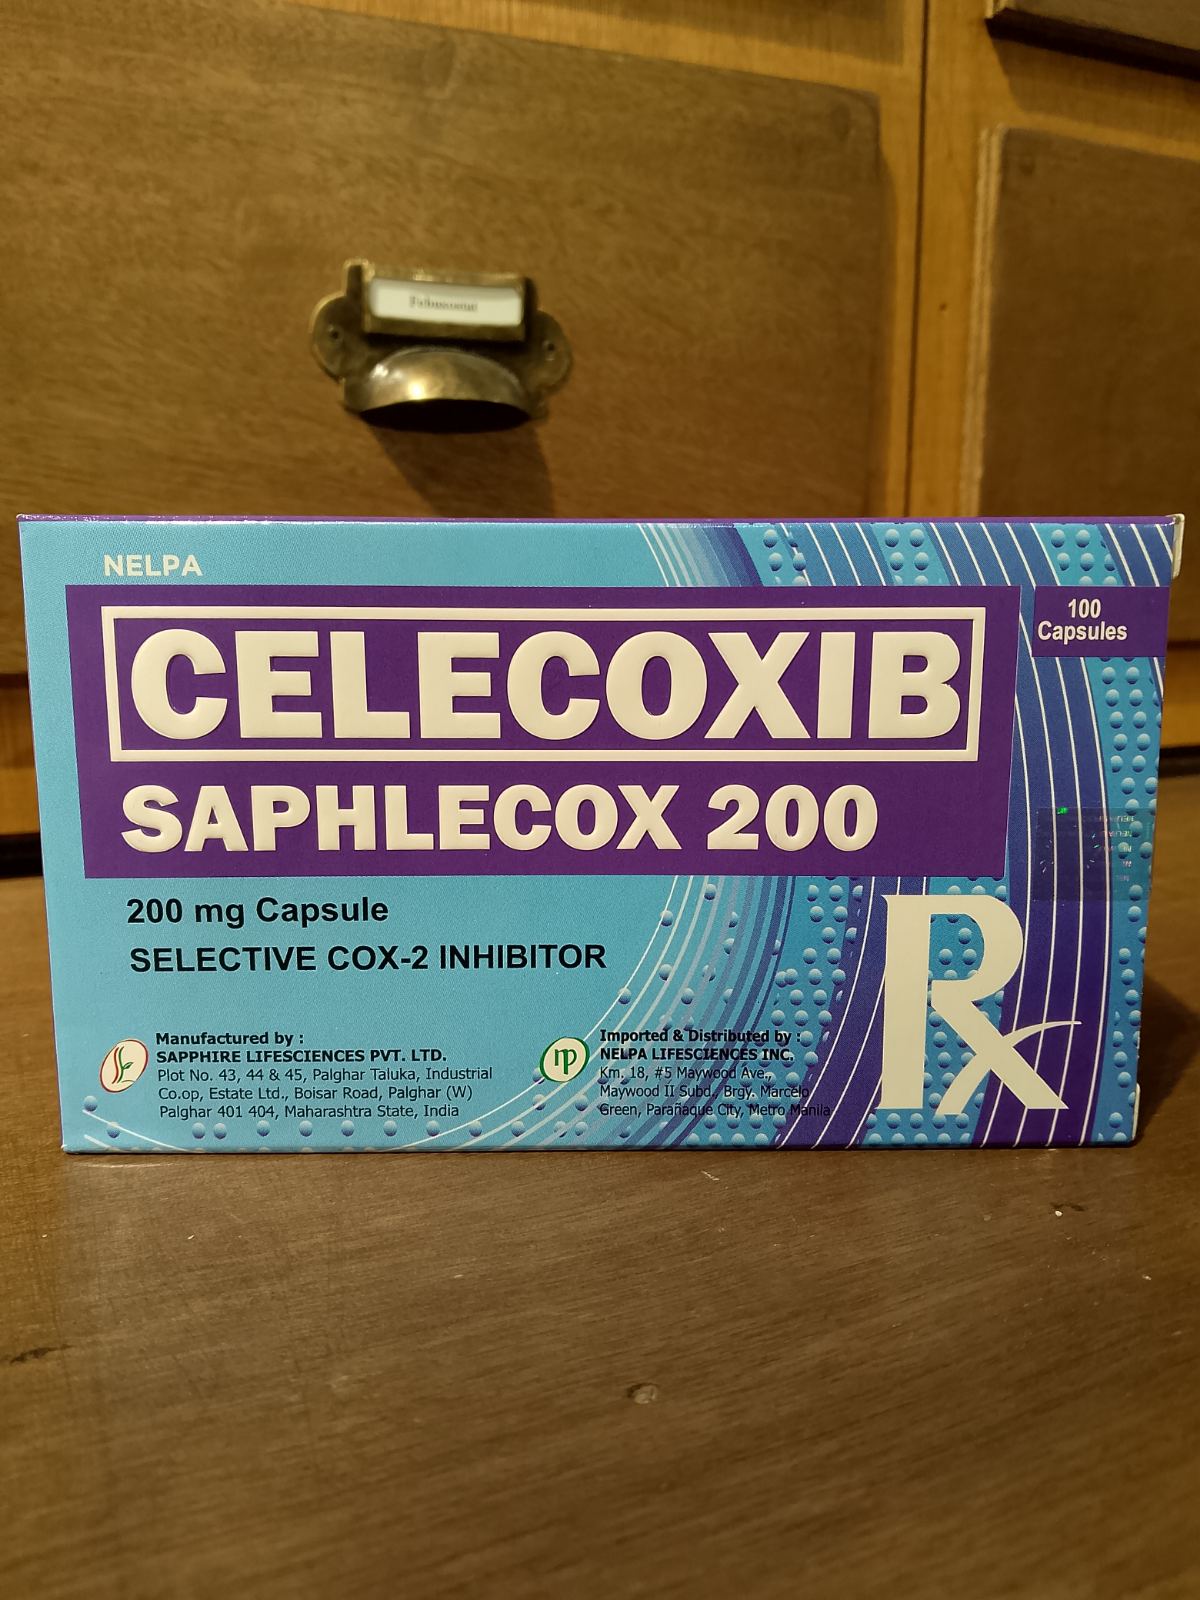 Febuxostat
NELPA
100
Capsules
CELECOXIB
SAPHLECOX 200
200 mg Capsule
SELECTIVE COX-2 INHIBITOR
Rx
Manufactured by :
SAPPHIRE LIFESCIENCES PVT. LTD.
Plot No. 43, 44 & 45, Palghar Taluka, Industrial
Co.op, Estate Ltd., Boisar Road, Palghar (W)
Palghar 401 404, Maharashtra State, India
np
Imported & Distributed by :
NELPA LIFESCIENCES INC.
Km. 18, #5 Maywood Ave.,
Maywood II Subd., Brgy. Marcelo
Green, Parañaque City, Metro Manila